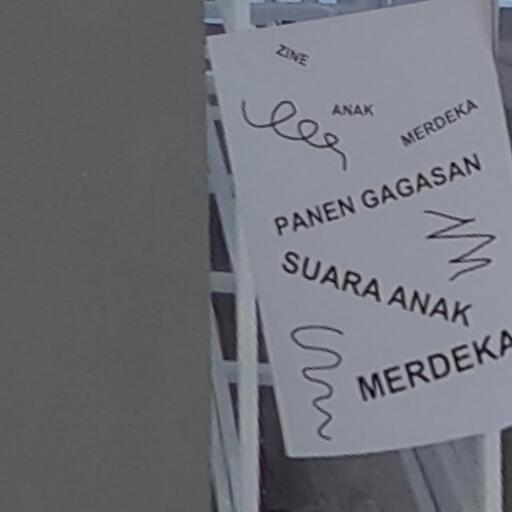 ZINE
ANAK
MERDEKA
PANEN GAGASAN
SUARA ANAK
MERDEKA